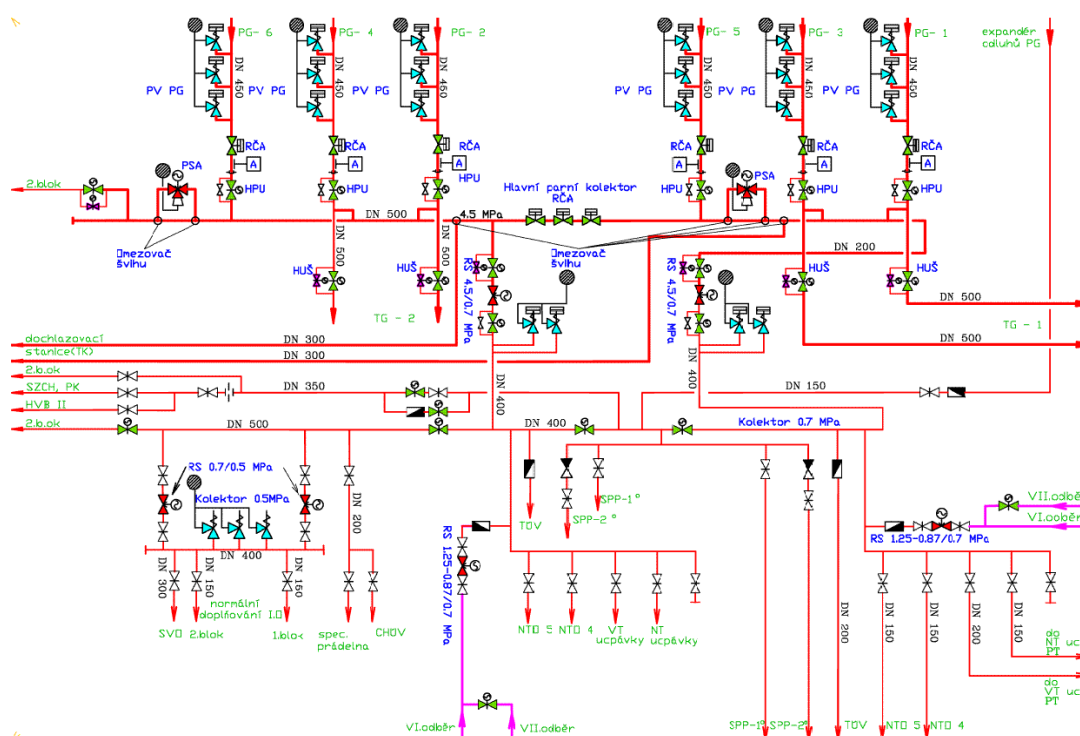 PG- 6
PG- 4
PG- 2
PG- 5
PG- 3
PG- 1
expandér
odluhů PG
DN 450
DN 450
DN 450
DN 450
DN 450
DN 450
PV PG
PV PG
PV PG
PV PG
PV PG
PV PG
RČA
RČA
RČA
RČA
RČA
RČA
A
A
A
A
A
A
2.blok
PSA
HPU
HPU
HPU
Hlavní parní kolektor
RČA
HPU
PSA
HPU
HPU
DN 500
4.5 MPa
DN 200
Omezovač
švihu
Omezovač
švihu
DN 500
DN 500
HUŠ
HUŠ
HUŠ
HUŠ
RS 4.5/0.7 MPa
RS 4.5/0.7 MPa
DN 500
TG - 2
TG - 1
dochlazovací
stanice(TK)
DN 300
DN 300
DN 500
2.b.ok
SZCH, PK
HVB II
2.b.ok
DN 350
DN 400
DN 400
DN 150
DN 500
DN 400
Kolektor 0.7 MPa
RS 0.7/0.5 MPa
Kolektor 0.5MPa
DN 200
TŮV
SPP-2°
SPP-1°
VII.odběr
VI.odběr
RS 1.25-0.87/0.7 MPa
RS 1.25-0.87/0.7 MPa
DN 400
DN 300
DN 150
DN 150
normální
doplňování I.O
SVO
2.blok
1.blok
spec.
prádelna
CHÚV
NTO 5
NTO 4
VT
ucpávky
NT
ucpávky
DN 200
DN 150
DN 150
DN 200
DN 150
do
NT uc
PT
do
VT uc
PT
VI.odběr
VII.odběr
SPP-1°
SPP-2°
TŮV
NTO 5
NTO 4